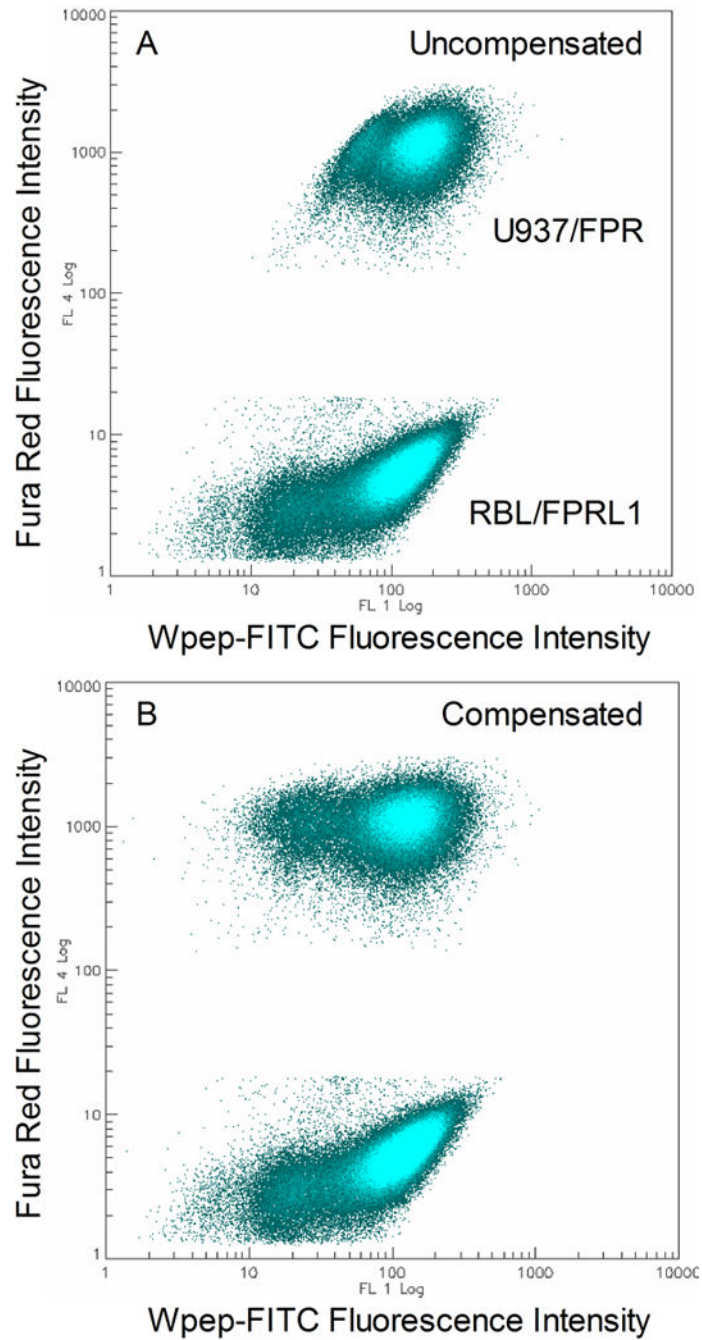 A
Uncompensated
10000
1000
100
10
1
Fura Red Fluorescence Intensity
FL 4 Log
U937/FPR
RBL/FPRL1
1
10
100
1000
10000
FL 1 Log
Wpep-FITC Fluorescence Intensity
B
Compensated
10000
1000
100
10
1
Fura Red Fluorescence Intensity
FL 4 Log
1
10
100
1000
10000
FL 1 Log
Wpep-FITC Fluorescence Intensity